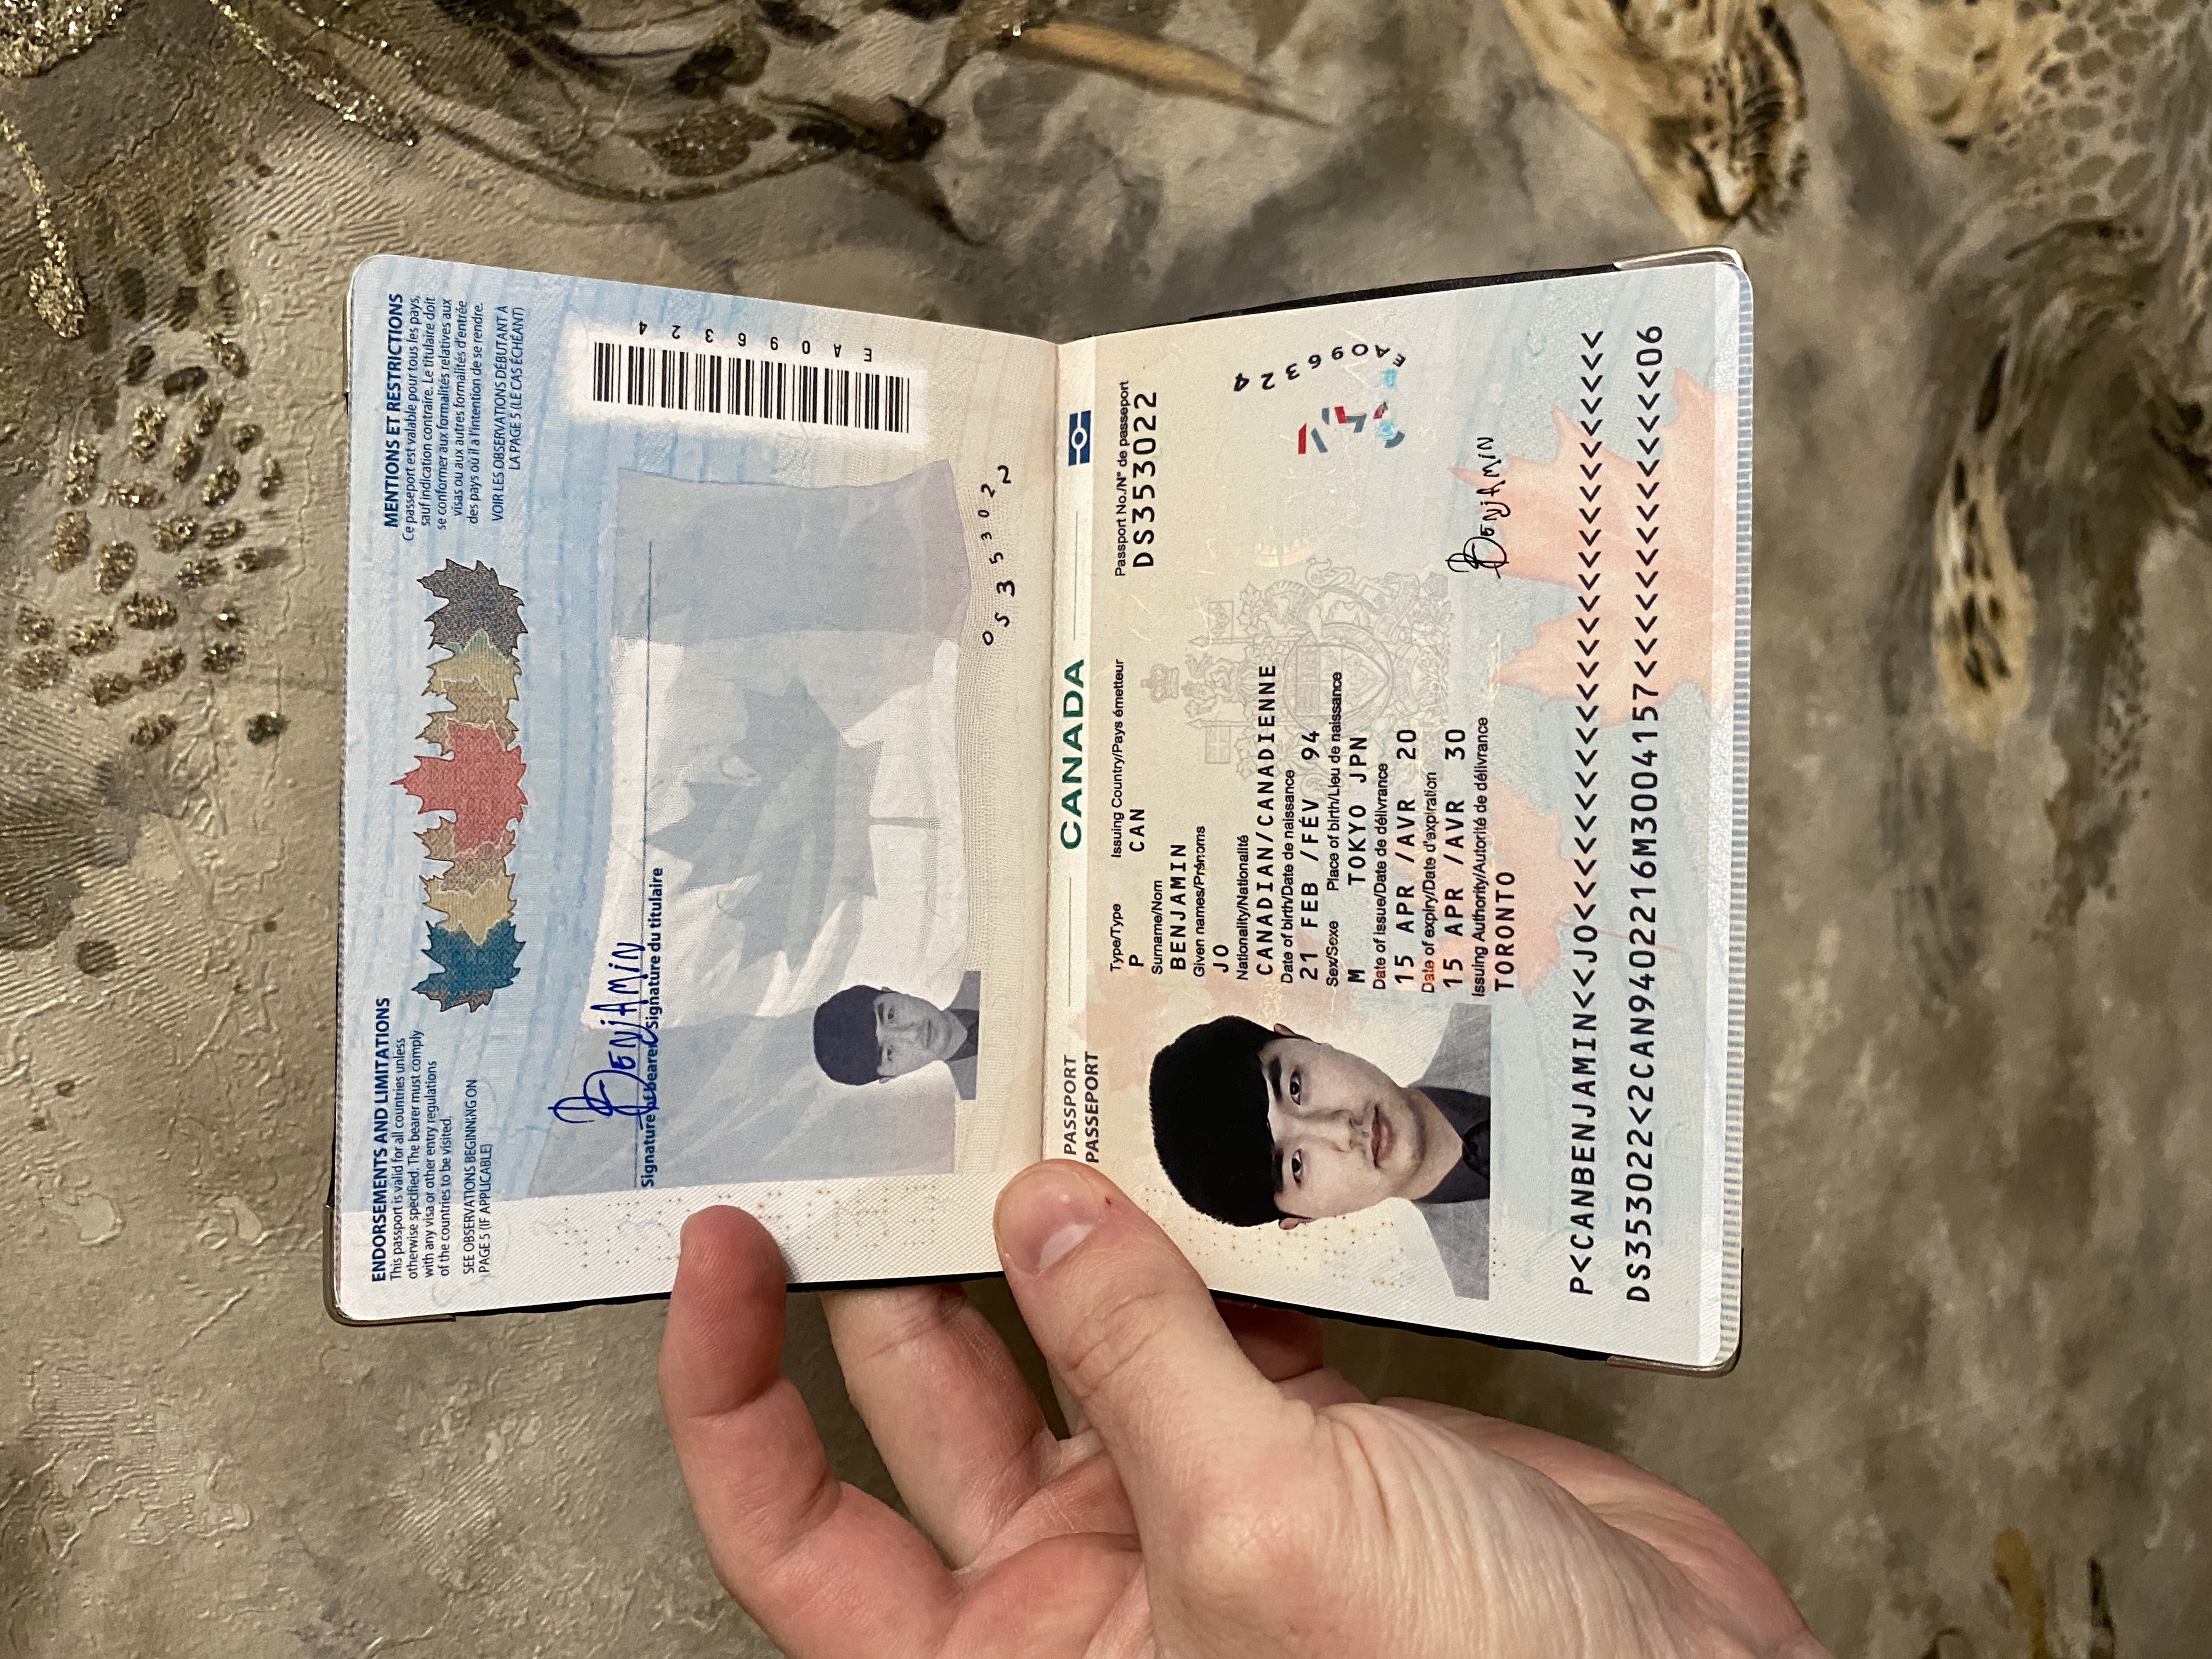 ENDORSEMENTS AND LIMITATIONS
This passport is valid for all countries unless
otherwise specified. The bearer must comply
with any visa or other entry regulations
of the countries to be visited.
SEE OBSERVATIONS BEGINNING ON
PAGE 5 (IF APPLICABLE)
MENTIONS ET RESTRICTIONS
Ce passeport est valable pour tous les pays,
sauf indication contraire. Le titulaire doit
se conformer aux formalités relatives aux
visas ou aux autres formalités d'entrée
des pays où il a l'intention de se rendre.
VOIR LES OBSERVATIONS DÉBUTANT À
LA PAGE 5 (LE CAS ÉCHÉANT)
BENJAMIN
Signature of bearer Signature du titulaire
EA096324
DS353022
PASSPORT
PASSEPORT
CANADA
Type/Type Issuing Country/Pays émetteur Passport No./N° de passeport
P CAN DS353022
Surname/Nom
BENJAMIN
Given names/Prénoms
JO
Nationality/Nationalité
CANADIAN/CANADIENNE
Date of birth/Date de naissance
21 FEB /FÉV 94
Sex/Sexe Place of birth/Lieu de naissance
M TOKYO JPN
Date of issue/Date de délivrance
15 APR /AVR 20
Date of expiry/Date d'expiration
15 APR /AVR 30
Issuing Authority/Autorité de délivrance
TORONTO
EA096324
BENJAMIN
P<CANBENJAMIN<<JO<<<<<<<<<<<<<<<<<<<<<<<<<<<
DS353022<2CAN9402216M3004157<<<<<<<<<<<<<<06